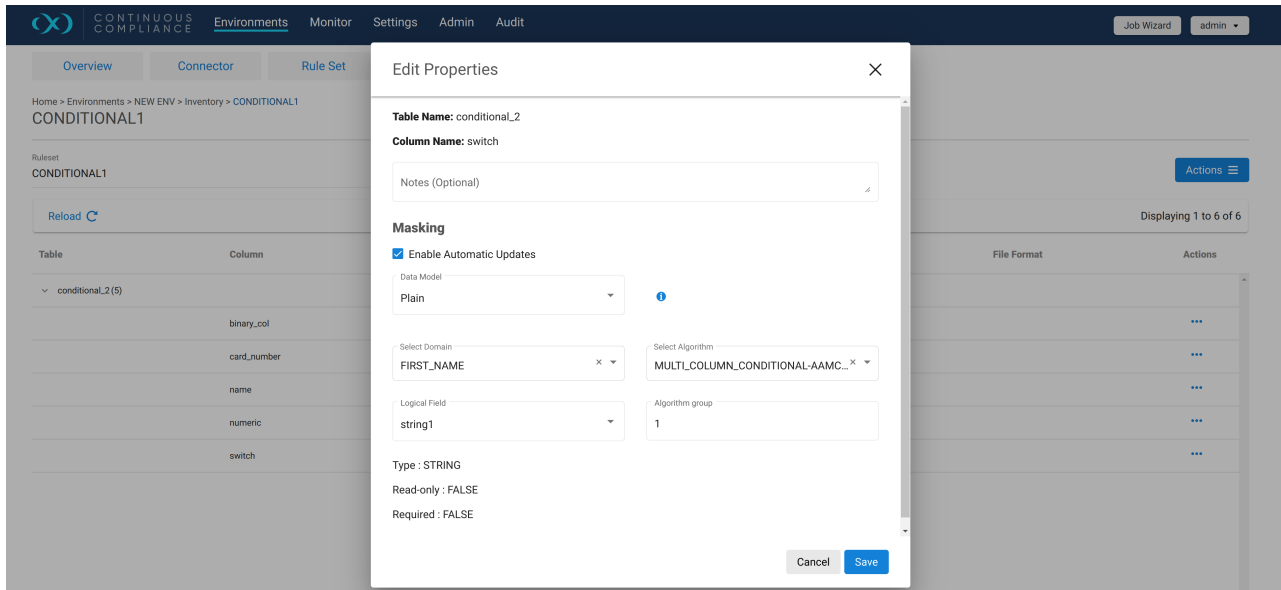 CONTINUOUS
COMPLIANCE
Environments Monitor Settings Admin Audit
Job Wizard admin
Overview Connector Rule Set
Home > Environments > NEW ENV > Inventory > CONDITIONAL1
CONDITIONAL1
Ruleset
CONDITIONAL1
Actions
Reload
Displaying 1 to 6 of 6
Table Column File Format Actions
conditional_2 (5)
binary_col
card_number
name
numeric
switch
Edit Properties
Table Name: conditional_2
Column Name: switch
Notes (Optional)
Masking
Enable Automatic Updates
Data Model
Plain
Select Domain
FIRST_NAME
Select Algorithm
MULTI_COLUMN_CONDITIONAL-AAMC...
Logical Field
string1
Algorithm group
1
Type : STRING
Read-only : FALSE
Required : FALSE
Cancel Save